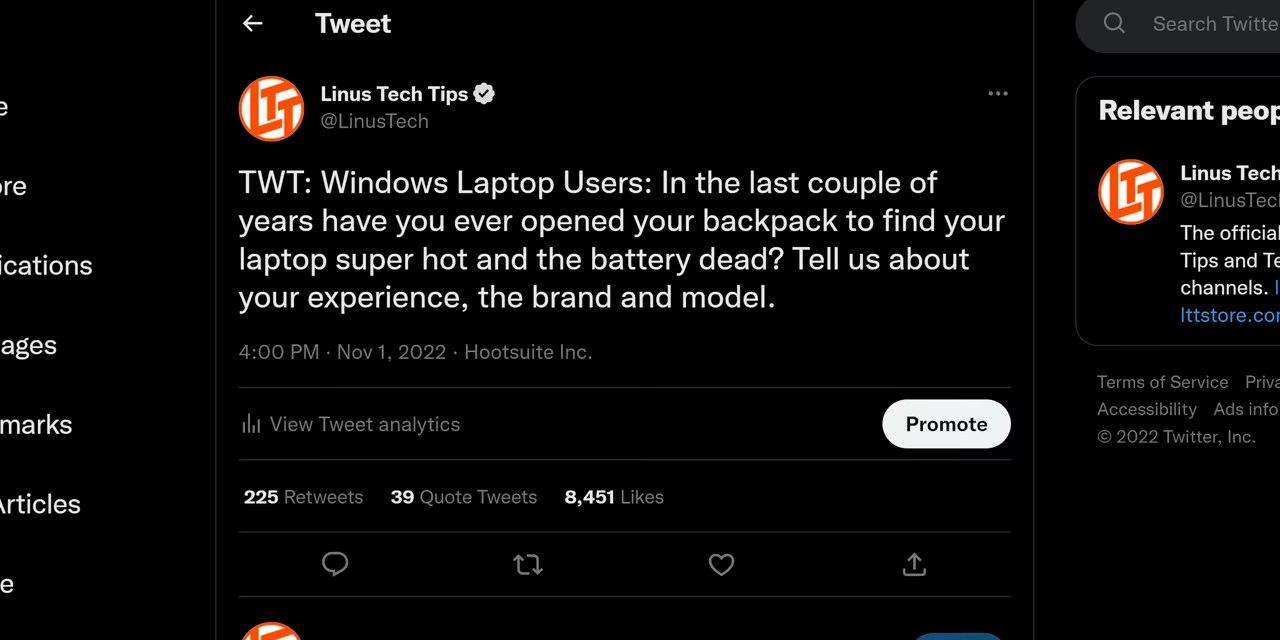 Tweet
Search Twitte
Linus Tech Tips
@LinusTech
TWT: Windows Laptop Users: In the last couple of
years have you ever opened your backpack to find your
laptop super hot and the battery dead? Tell us about
your experience, the brand and model.
4:00 PM · Nov 1, 2022 · Hootsuite Inc.
View Tweet analytics
Promote
225 Retweets 39 Quote Tweets 8,451 Likes
e
re
ications
ages
marks
Articles
e
Relevant peop
Linus Tech
@LinusTech
The official
Tips and Te
channels.
lttstore.co
Terms of Service Priva
Accessibility Ads info
© 2022 Twitter, Inc.
LTT
LTT